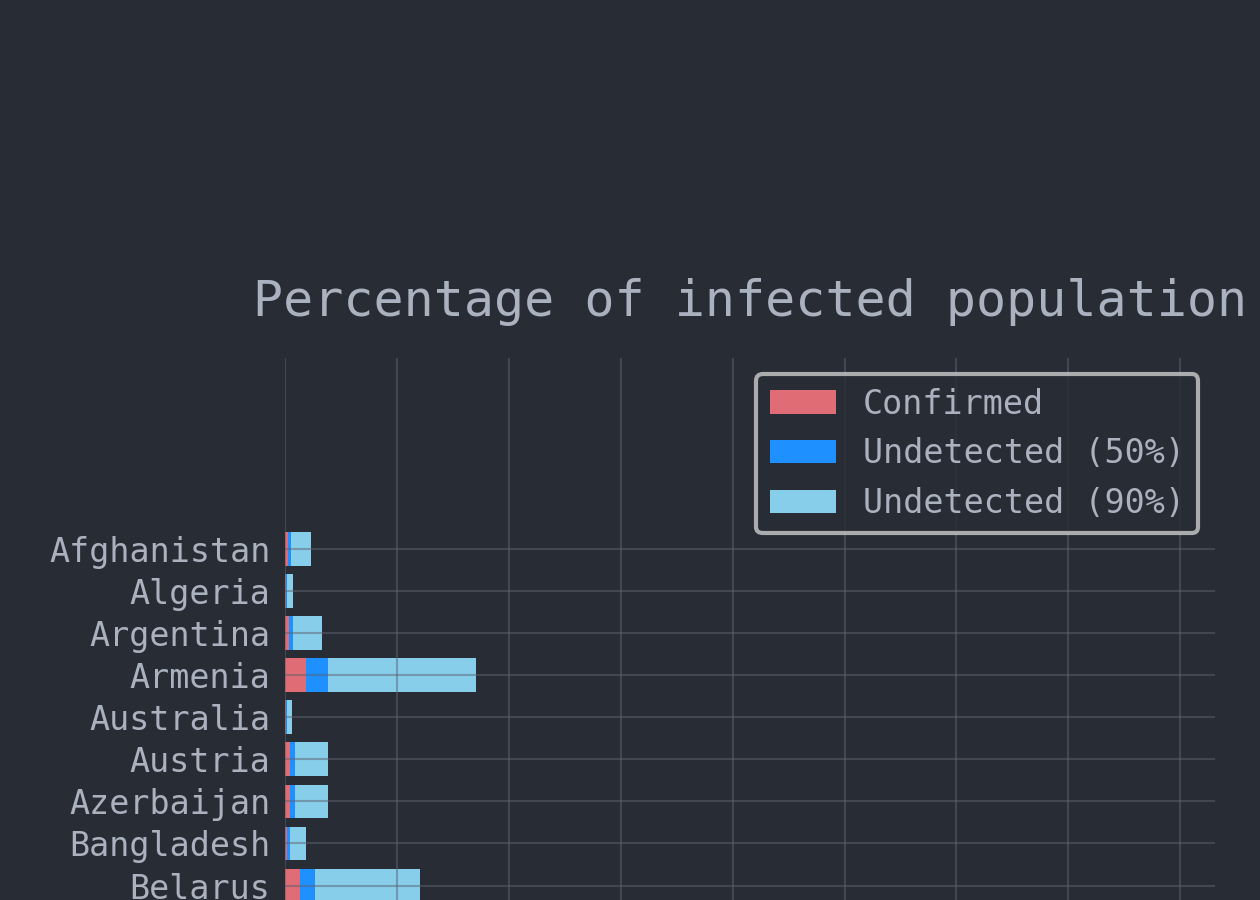 Percentage of infected population
Confirmed
Undetected (50%)
Undetected (90%)
Afghanistan
Algeria
Argentina
Armenia
Australia
Austria
Azerbaijan
Bangladesh
Belarus